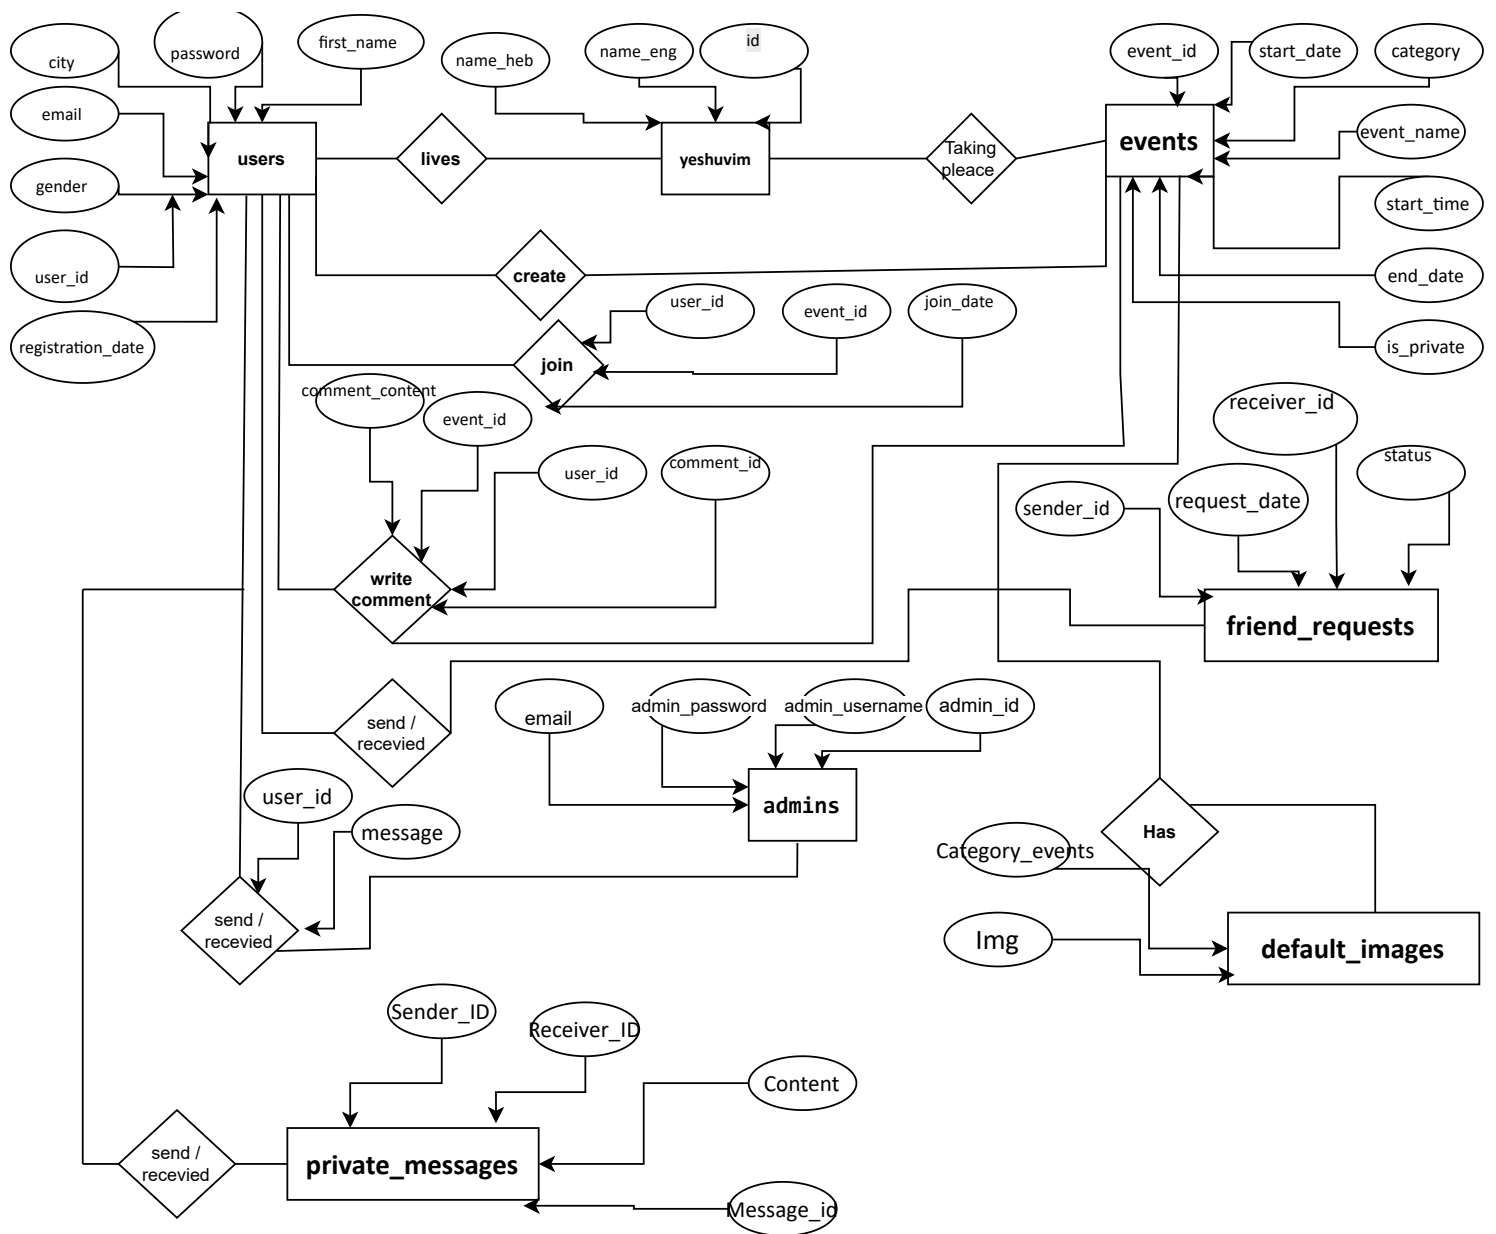 city
password
first_name
name_heb
name_eng
id
event_id
start_date
category
email
event_name
users
lives
yeshuvim
Taking
pleace
events
gender
start_time
user_id
create
end_date
registration_date
user_id
event_id
join_date
is_private
join
comment_content
event_id
receiver_id
user_id
comment_id
status
sender_id
request_date
write
comment
friend_requests
send /
recevied
email
admin_password
admin_username
admin_id
user_id
message
admins
Has
Category_events
send /
recevied
Img
default_images
Sender_ID
Receiver_ID
Content
send /
recevied
private_messages
Message_id